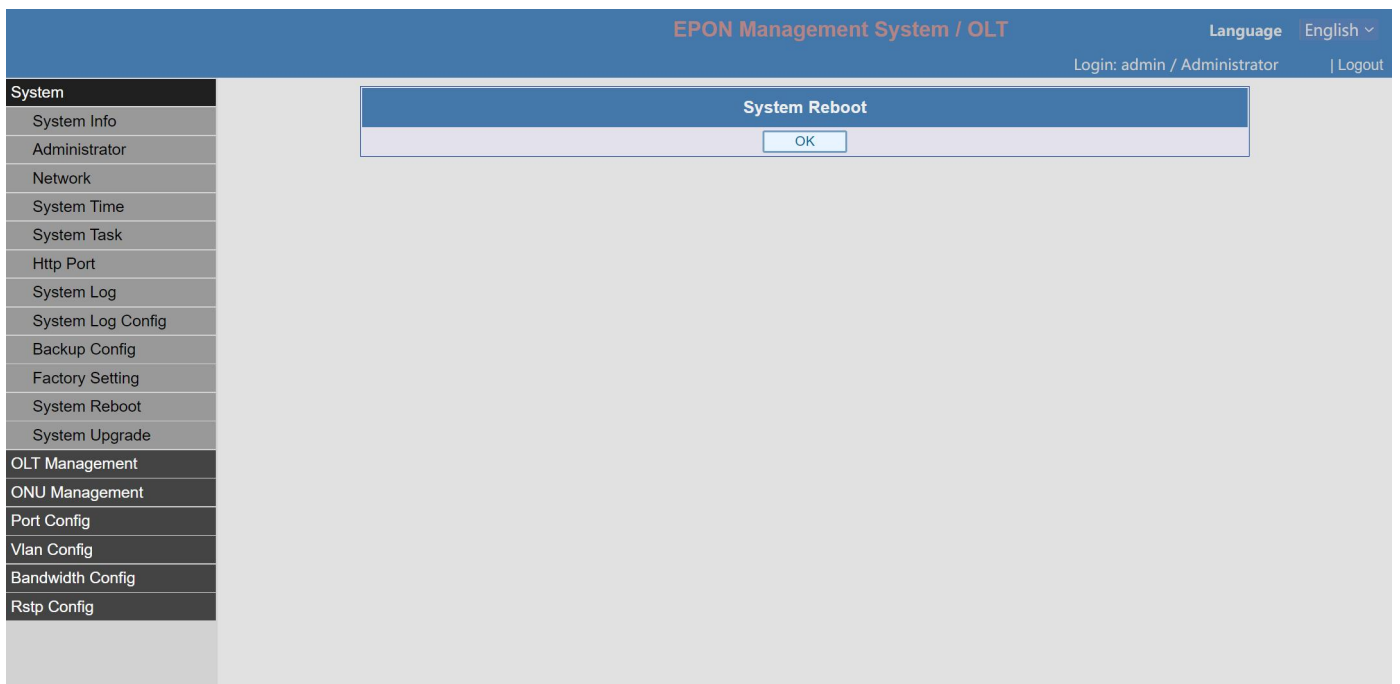 EPON Management System / OLT
Language English
Login: admin / Administrator | Logout
System
System Info
Administrator
Network
System Time
System Task
Http Port
System Log
System Log Config
Backup Config
Factory Setting
System Reboot
System Upgrade
OLT Management
ONU Management
Port Config
Vlan Config
Bandwidth Config
Rstp Config
System Reboot
OK